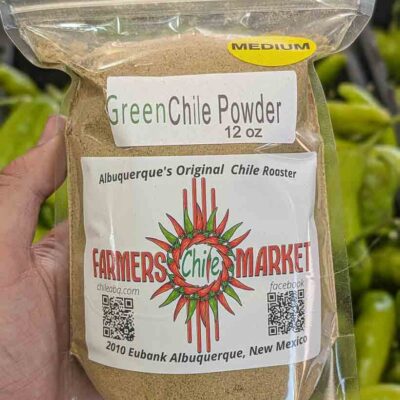 MEDIUM
GreenChile Powder
12 oz
Albuquerque's Original Chile Roaster
FARMERS Chile MARKET
chileaba.com facebook
2010 Eubank Albuquerque, New Mexico